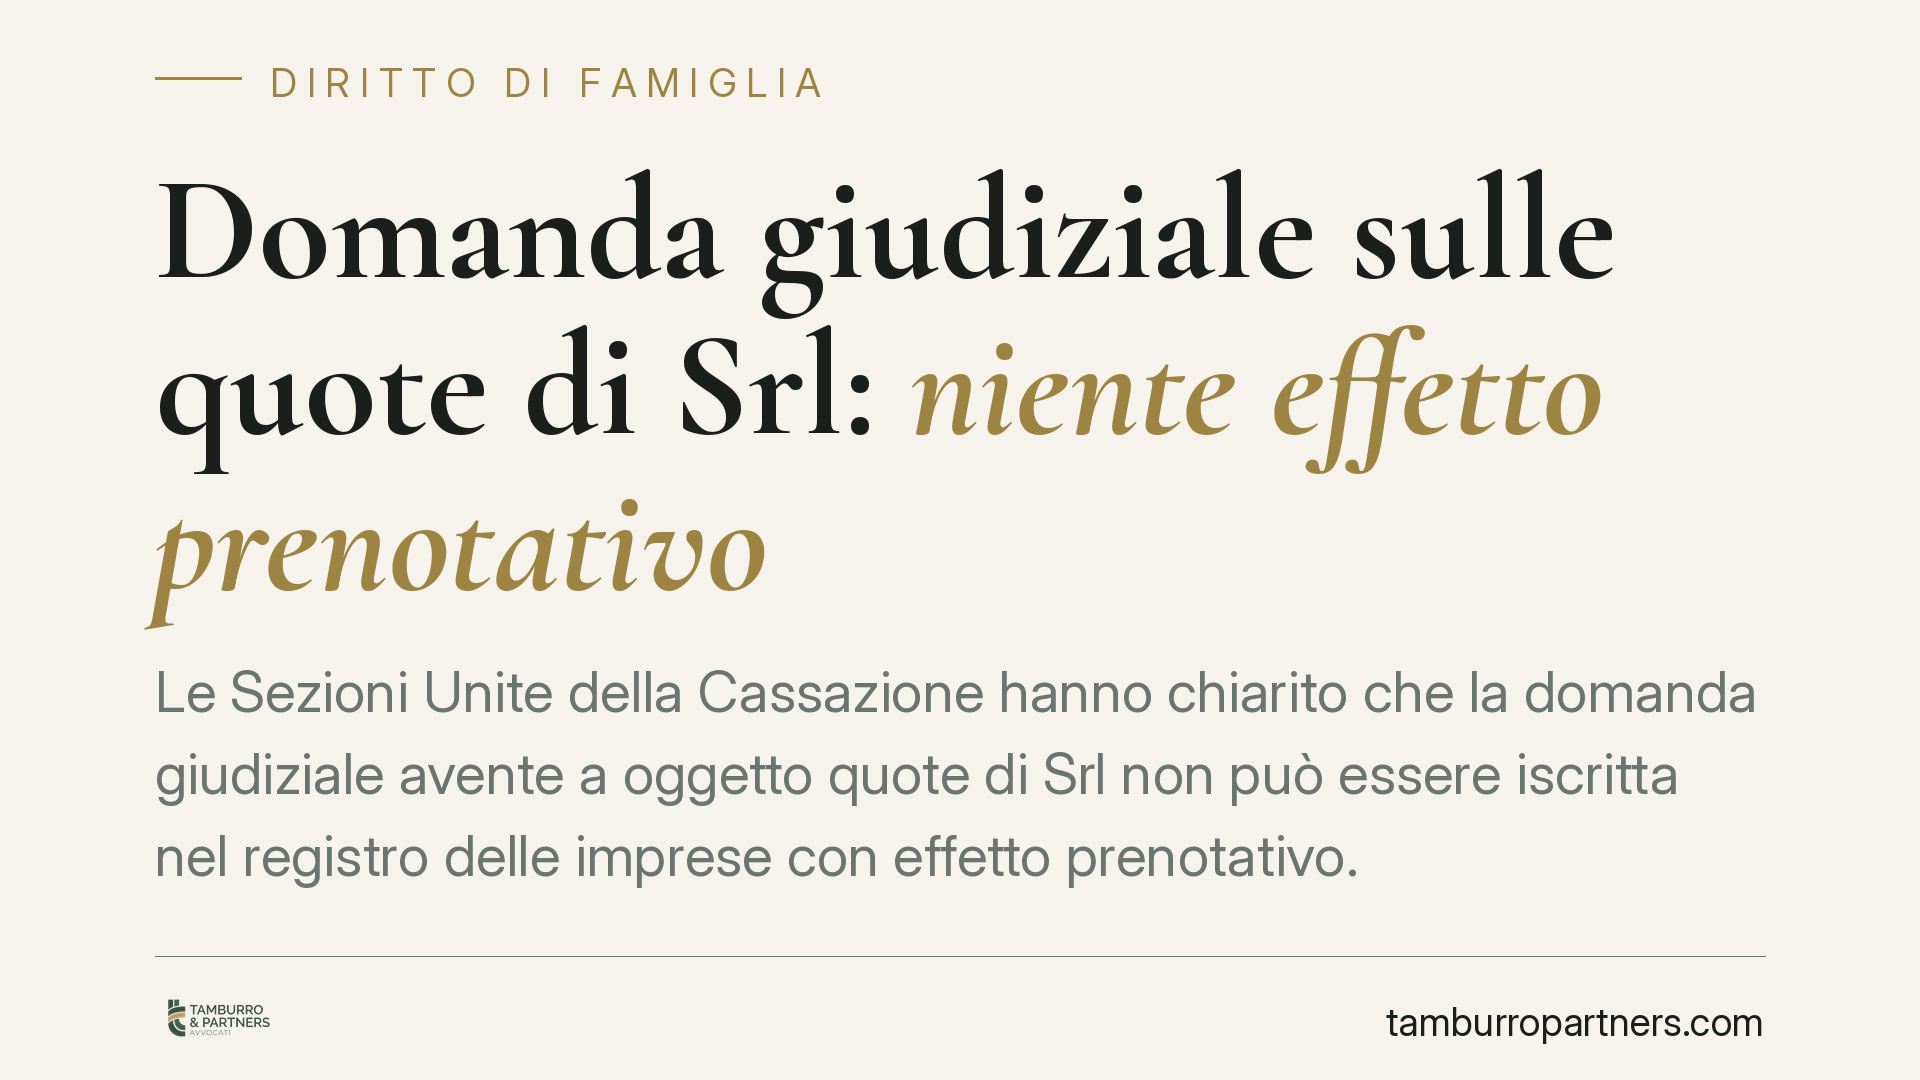 DIRITTO DI FAMIGLIA
Domanda giudiziale sulle
quote di Srl: niente effetto
prenotativo
Le Sezioni Unite della Cassazione hanno chiarito che la domanda
giudiziale avente a oggetto quote di Srl non può essere iscritta
nel registro delle imprese con effetto prenotativo.
TAMBURRO
& PARTNERS
AVVOCATI
tamburropartners.com